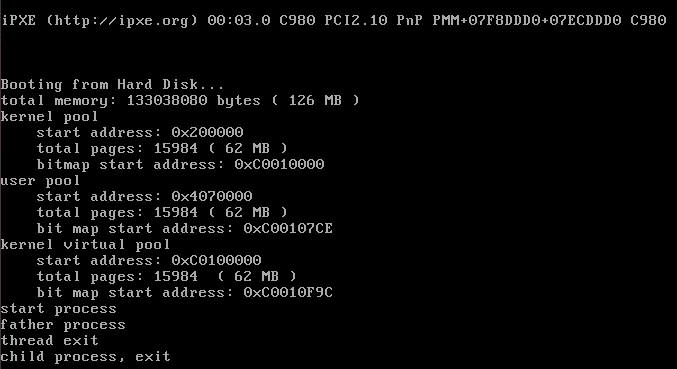 iPXE (http://ipxe.org) 00:03.0 C980 PCI2.10 PnP PMM+07F8DDD0+07ECDDD0 C980
Booting from Hard Disk...
total memory: 133038080 bytes ( 126 MB )
kernel pool
    start address: 0x200000
    total pages: 15984 ( 62 MB )
    bitmap start address: 0xC0010000
user pool
    start address: 0x4070000
    total pages: 15984 ( 62 MB )
    bit map start address: 0xC00107CE
kernel virtual pool
    start address: 0xC0100000
    total pages: 15984  ( 62 MB )
    bit map start address: 0xC0010F9C
start process
father process
thread exit
child process, exit